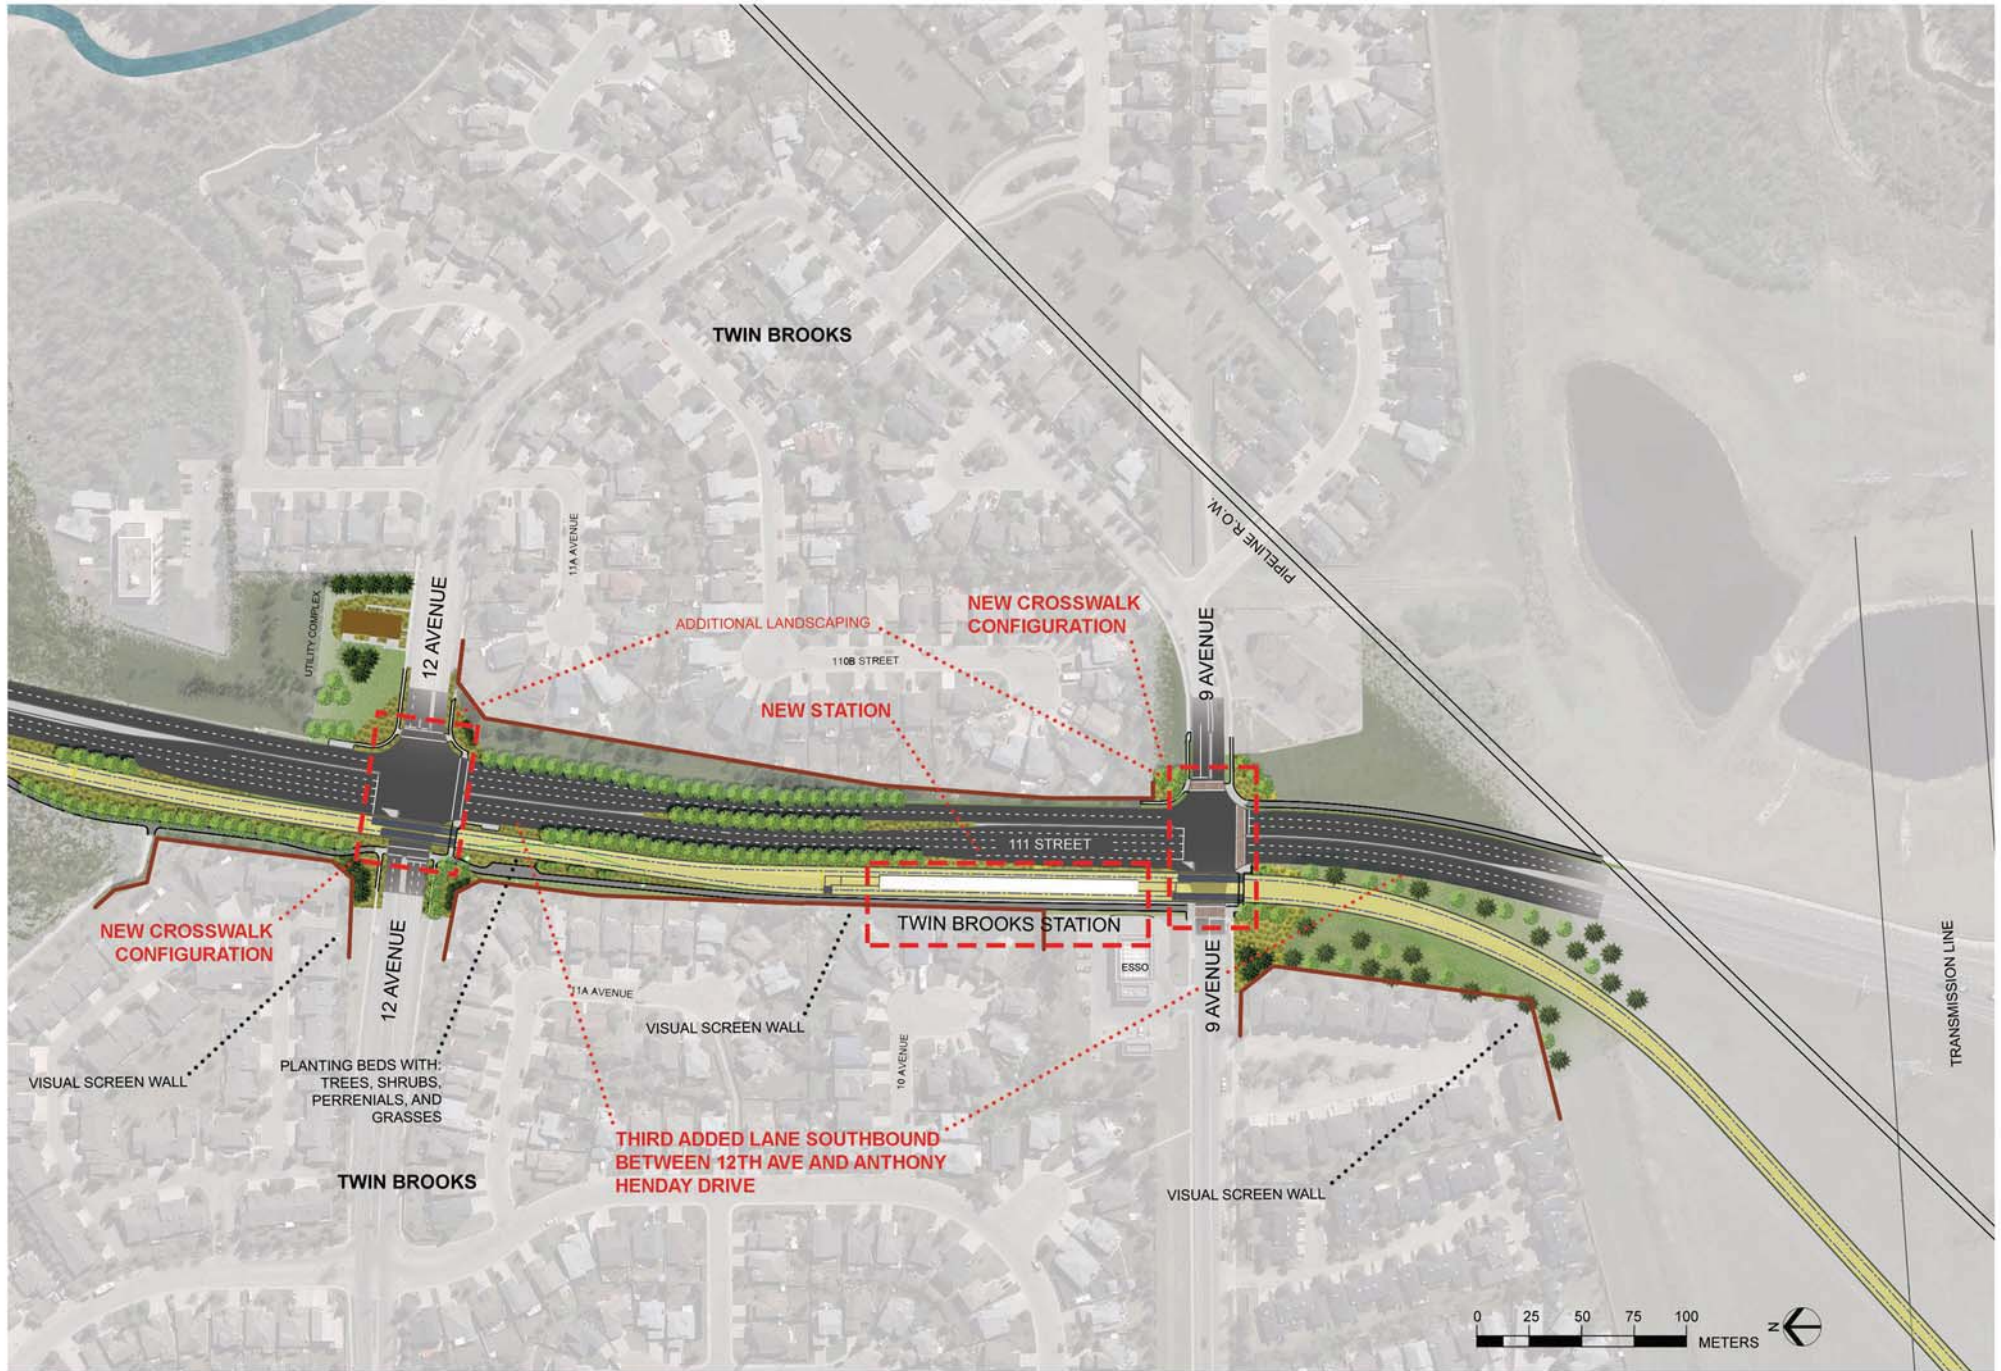 TWIN BROOKS
PIPELINE R.O.W.
11A AVENUE
UTILITY COMPLEX
12 AVENUE
ADDITIONAL LANDSCAPING
NEW CROSSWALK
CONFIGURATION
9 AVENUE
110B STREET
NEW STATION
111 STREET
TWIN BROOKS STATION
NEW CROSSWALK
CONFIGURATION
12 AVENUE
11A AVENUE
ESSO
9 AVENUE
TRANSMISSION LINE
VISUAL SCREEN WALL
10 AVENUE
VISUAL SCREEN WALL
PLANTING BEDS WITH:
TREES, SHRUBS,
PERRENIALS, AND
GRASSES
THIRD ADDED LANE SOUTHBOUND
BETWEEN 12TH AVE AND ANTHONY
HENDAY DRIVE
TWIN BROOKS
VISUAL SCREEN WALL
0 25 50 75 100
METERS
N